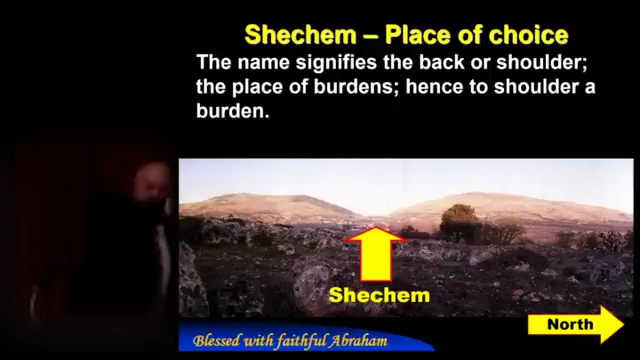 Shechem – Place of choice
The name signifies the back or shoulder;
the place of burdens; hence to shoulder a
burden.
Shechem
North
Blessed with faithful Abraham